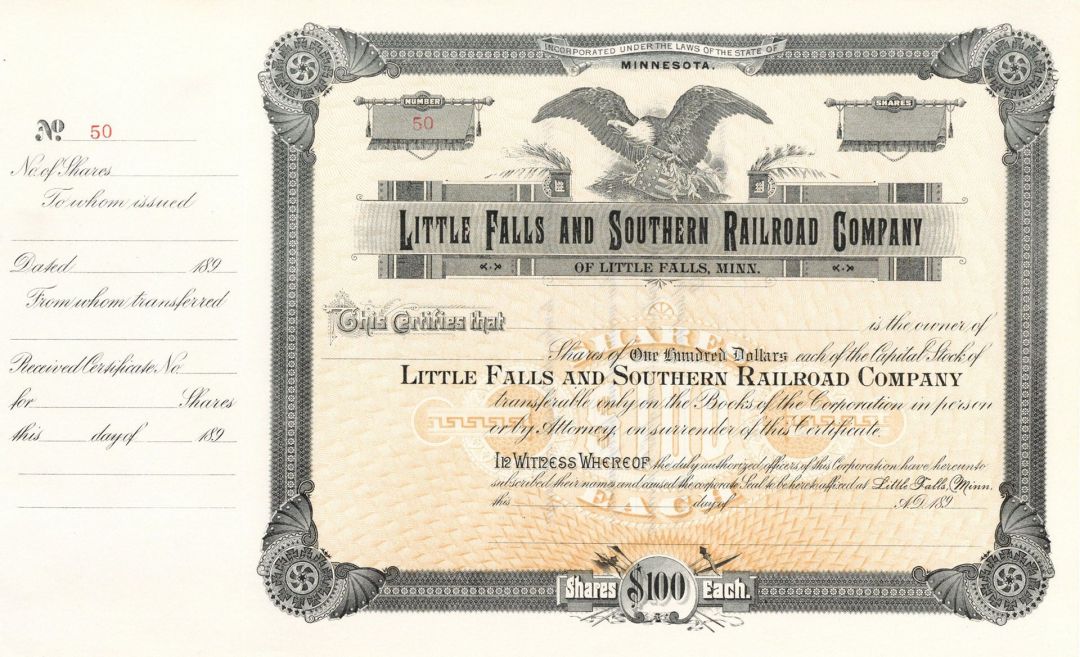 No 50
No. of Shares
To whom issued
Dated 189
From whom transferred
Received Certificate No.
for Shares
this day of 189
INCORPORATED UNDER THE LAWS OF THE STATE OF
MINNESOTA.
NUMBER
50
SHARES
LITTLE FALLS AND SOUTHERN RAILROAD COMPANY
OF LITTLE FALLS, MINN.
This Certifies that is the owner of
Shares of One Hundred Dollars each of the Capital Stock of
LITTLE FALLS AND SOUTHERN RAILROAD COMPANY
transferable only on the Books of the Corporation in person
or by Attorney, on surrender of this Certificate.
IN WITNESS WHEREOF the duly authorized officers of this Corporation have hereunto
subscribed their names and caused the corporate Seal to be hereto affixed at Little Falls, Minn.
this day of A.D. 189
SHARES
$100
EACH
Shares $100 Each.